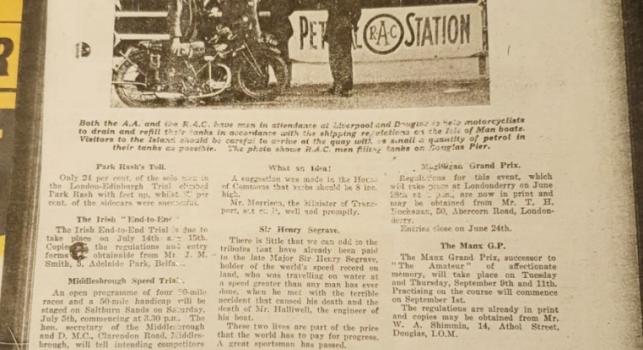 PET
R.A.C
STATION
Both the A.A. and the R.A.C. have men in attendance at Liverpool and Douglas to help motorcyclists
to drain and refill their tanks in accordance with the shipping regulations on the Isle of Man boats.
Visitors to the Island should be careful to arrive at the quay with as small a quantity of petrol in
their tanks as possible. The photo shows R.A.C. men filling tanks on Douglas Pier.
Park Rash's Toll.
Only 24 per cent. of the solo men in
the London-Edinburgh Trial climbed
Park Rash with feet up, whilst per
cent. of the sidecars were successful.
The Irish "End-to-End"
The Irish End-to-End Trial is due to
take place on July 14th and 15th.
Copies the regulations and entry
forms obtainable from Mr. J. M.
Smith, 5, Adelaide Park, Belfast.
Middlesbrough Speed Trials.
An open programme of four 50-mile
races and a 50-mile handicap will be
staged on Saltburn Sands on Saturday,
July 5th, commencing at 3.30 p.m. The
hon. secretary of the Middlesbrough
and D. M.C., Clarendon Road, Middles-
brough, will tell intending competitors
What an Idea!
A suggestion was made in the House
of Commons that kerbs should be 8 ins.
high.
Mr. Morrison, the Minister of Trans-
port, sat on it, well and promptly.
Sir Henry Segrave.
There is little that we can add to the
tributes that have already been paid
to the late Major Sir Henry Segrave,
holder of the world's speed record on
land, who was travelling on water at
a speed greater than any man has ever
done, when he met with the terrible
accident that caused his death and the
death of Mr. Halliwell, the engineer of
his boat.
These two lives are part of the price
that the world has to pay for progress.
A great sportsman has passed.
Grand Prix.
Regulations for this event, which
will take place at Londonderry on June
28th at p.m., are now in print and
may be obtained from Mr. T. H.
50, Abercorn Road, London-
derry.
Entries close on June 24th.
The Manx G.P.
The Manx Grand Prix, successor to
"The Amateur" of affectionate
memory, will take place on Tuesday
and Thursday, September 9th and 11th.
Practising on the course will commence
on September 1st.
The regulations are already in print
and copies may be obtained from Mr.
W. A. Shimmin, 14, Athol Street,
Douglas, I.O.M.